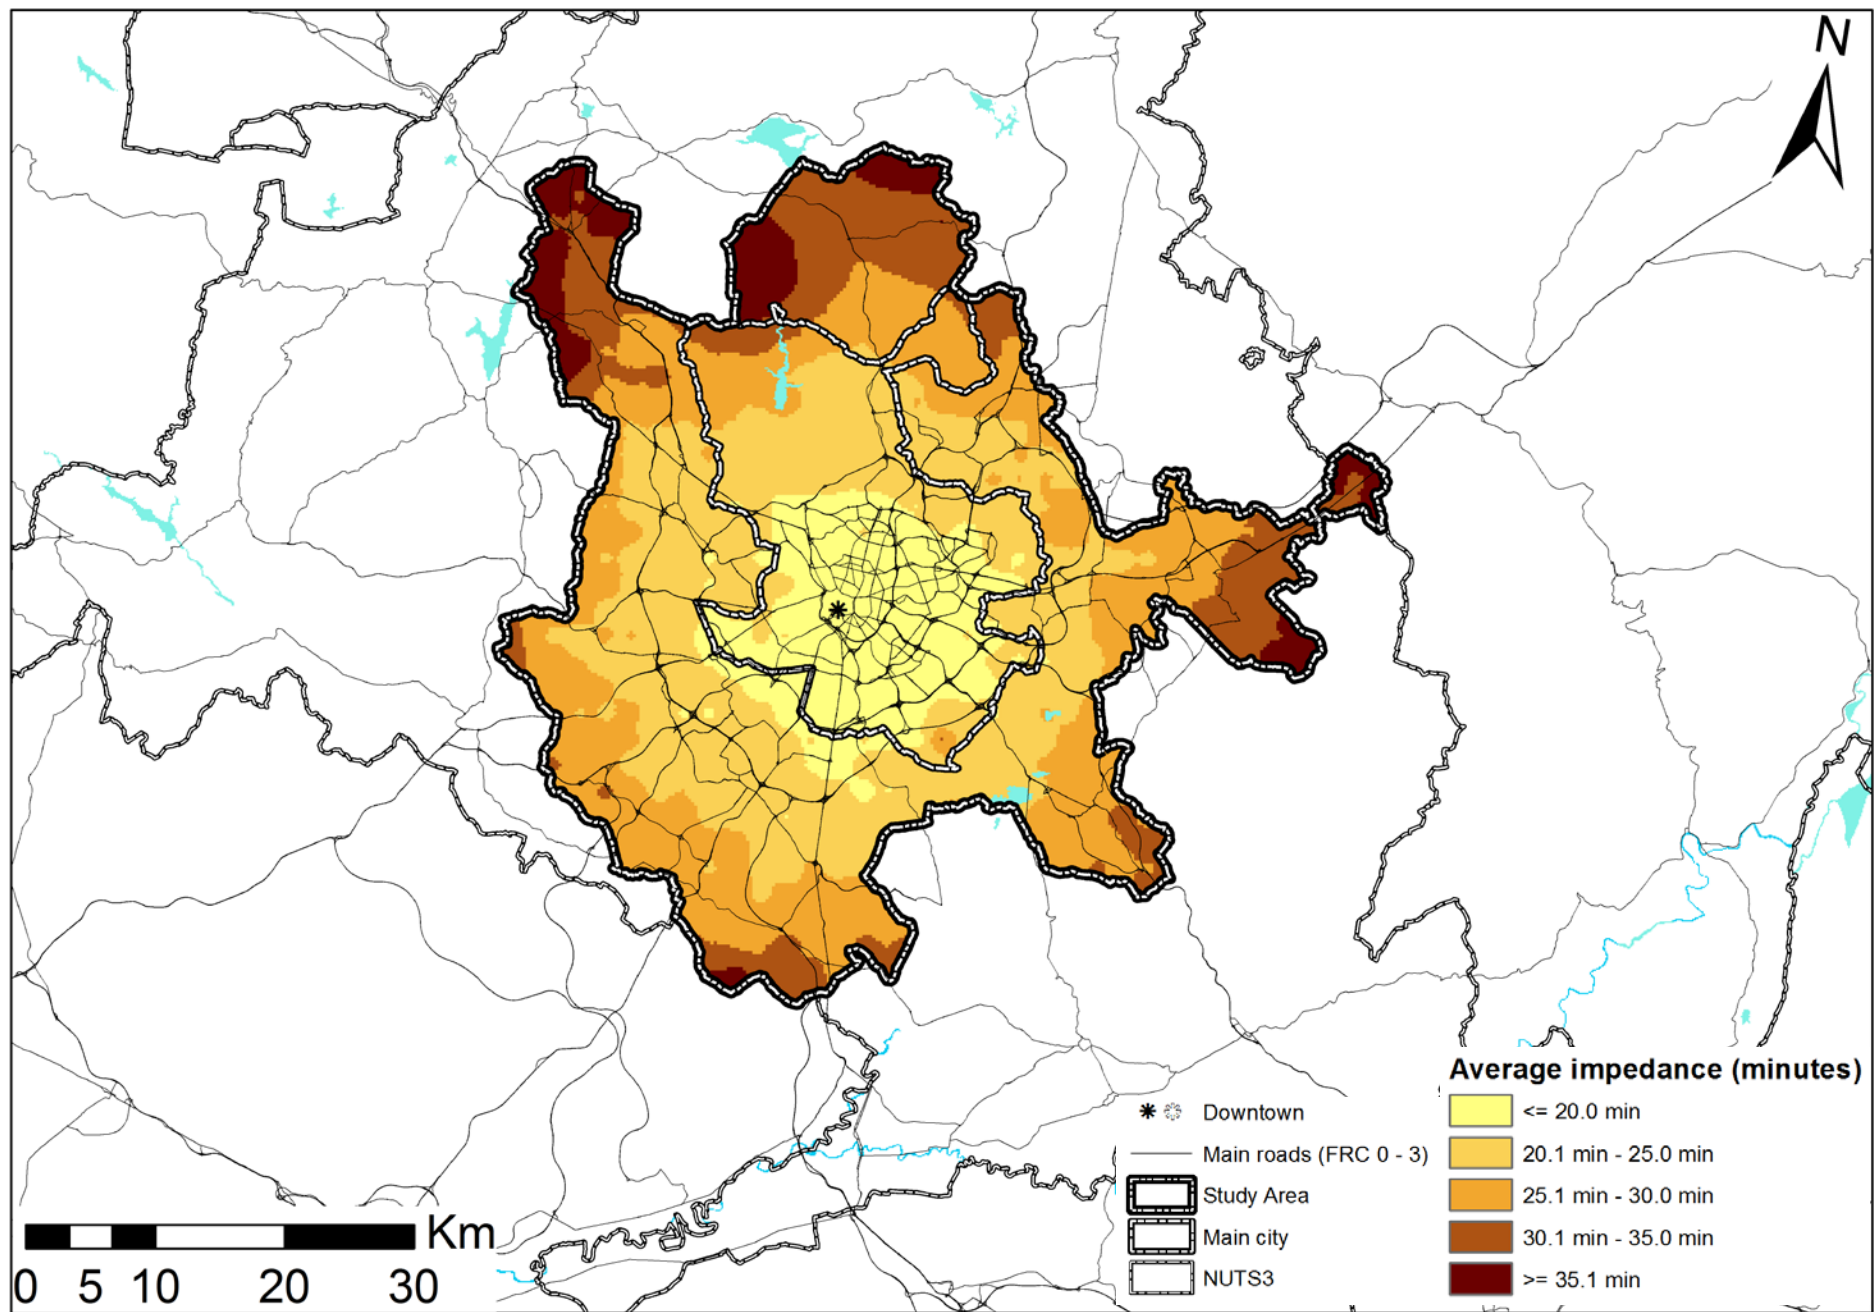 N
Average impedance (minutes)
<= 20.0 min
20.1 min - 25.0 min
25.1 min - 30.0 min
30.1 min - 35.0 min
>= 35.1 min
Downtown
Main roads (FRC 0 - 3)
Study Area
Main city
NUTS3
Km
0 5 10 20 30